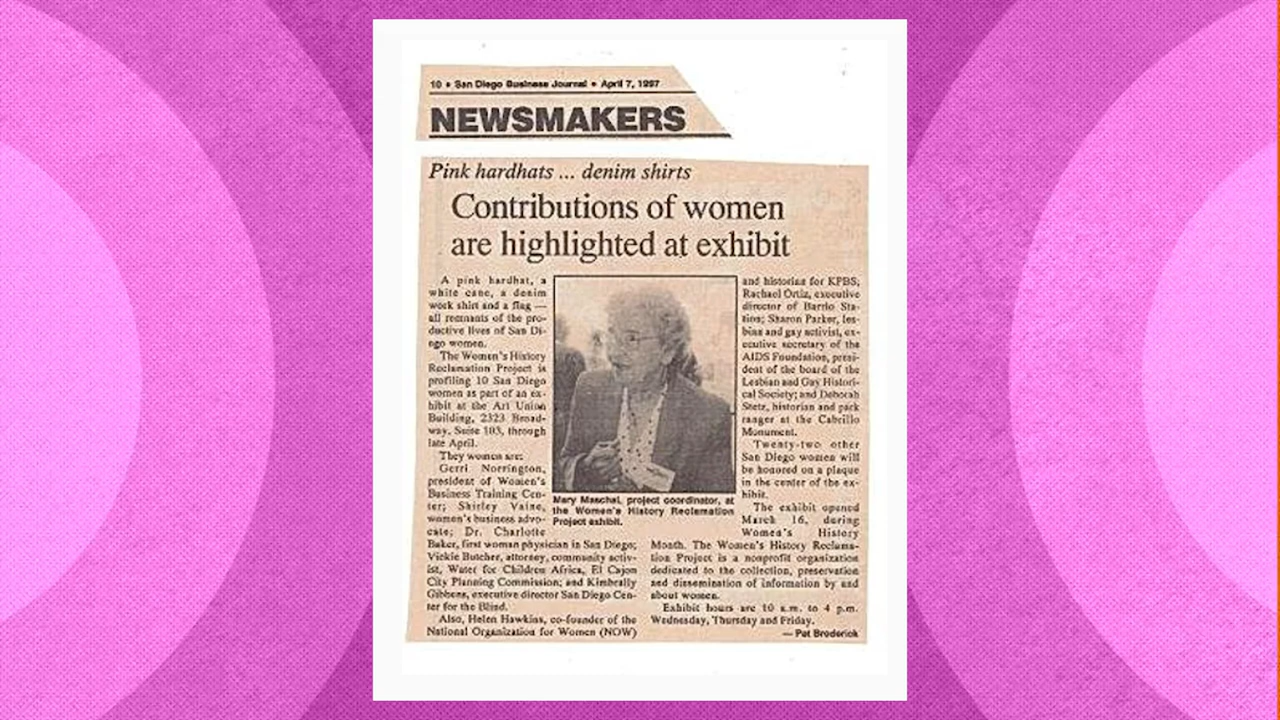 10 • San Diego Business Journal • April 7, 1997
NEWSMAKERS
Pink hardhats ... denim shirts
Contributions of women
are highlighted at exhibit
A pink hardhat, a
white cane, a denim
work shirt and a flag —
all remnants of the pro-
ductive lives of San Di-
ego women.
The Women's History
Reclamation Project is
profiling 10 San Diego
women as part of an ex-
hibit at the Art Union
Building, 2323 Broad-
way, Suite 103, through
late April.
They women are:
Gerri Norrington,
president of Women's
Business Training Cen-
ter; Shirley Vaine,
women's business advo-
cate; Dr. Charlotte
Baker, first woman physician in San Diego;
Vickie Butcher, attorney, community activ-
ist, Water for Children Africa, El Cajon
City Planning Commission; and Kimberly
Gibbens, executive director San Diego Cen-
ter for the Blind.
Also, Helen Hawkins, co-founder of the
National Organization for Women (NOW)
Mary Maschal, project coordinator, at
the Women's History Reclamation
Project exhibit.
and historian for KPBS;
Rachael Ortiz, executive
director of Barrio Sta-
tion; Sharon Parker, les-
bian and gay activist, ex-
ecutive secretary of the
AIDS Foundation, presi-
dent of the board of the
Lesbian and Gay Histori-
cal Society; and Deborah
Stetz, historian and park
ranger at the Cabrillo
Monument.
Twenty-two other
San Diego women will
be honored on a plaque
in the center of the ex-
hibit.
The exhibit opened
March 16, during
Women's History
Month. The Women's History Reclama-
tion Project is a nonprofit organization
dedicated to the collection, preservation
and dissemination of information by and
about women.
Exhibit hours are 10 a.m. to 4 p.m.
Wednesday, Thursday and Friday.
— Pat Broderick